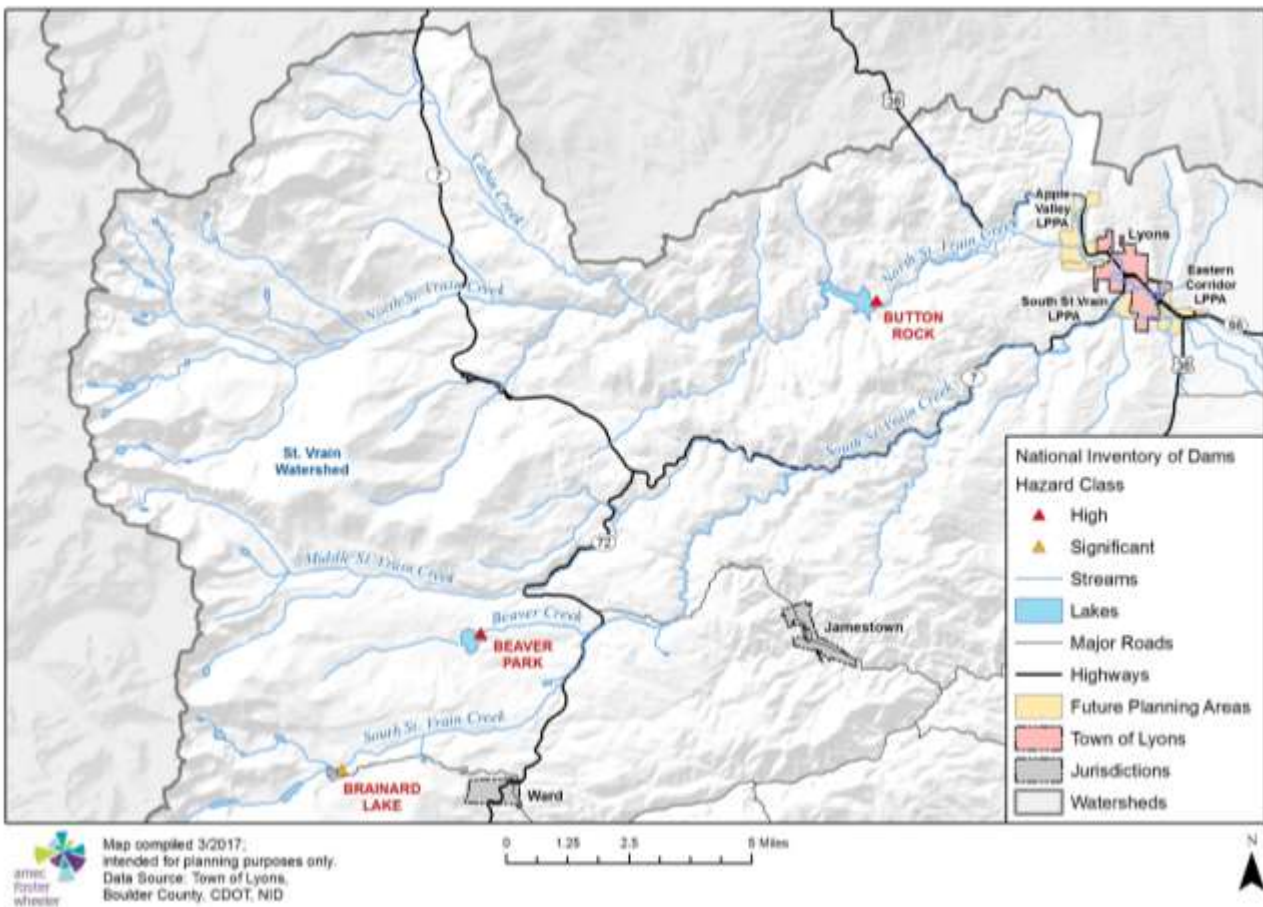 36
7
Cabin Creek
Apple
Valley
LPPA
Lyons
North St. Vrain Creek
Eastern
Corridor
LPPA
North St. Vrain Creek
South St Vrain
LPPA
BUTTON
ROCK
66
36
7
South St. Vrain Creek
St. Vrain
Watershed
72
Middle St. Vrain Creek
Beaver Creek
BEAVER
PARK
Jamestown
South St. Vrain Creek
BRAINARD
LAKE
Ward
National Inventory of Dams
Hazard Class
High
Significant
Streams
Lakes
Major Roads
Highways
Future Planning Areas
Town of Lyons
Jurisdictions
Watersheds
amec
foster
wheeler
Map compiled 3/2017;
intended for planning purposes only.
Data Source: Town of Lyons,
Boulder County, CDOT, NID
0 1.25 2.5 5 Miles
N